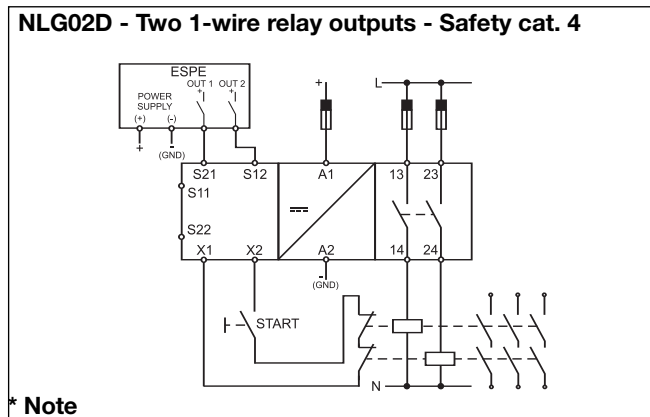 NLG02D - Two 1-wire relay outputs - Safety cat. 4
ESPE
OUT 1 OUT 2
POWER
SUPPLY
(+) (-)
+ +
+ -
(GND)
+
L
S21 S12 A1 13 23
S11
S22
X1 X2 A2 14 24
-
(GND)
START
N
* Note